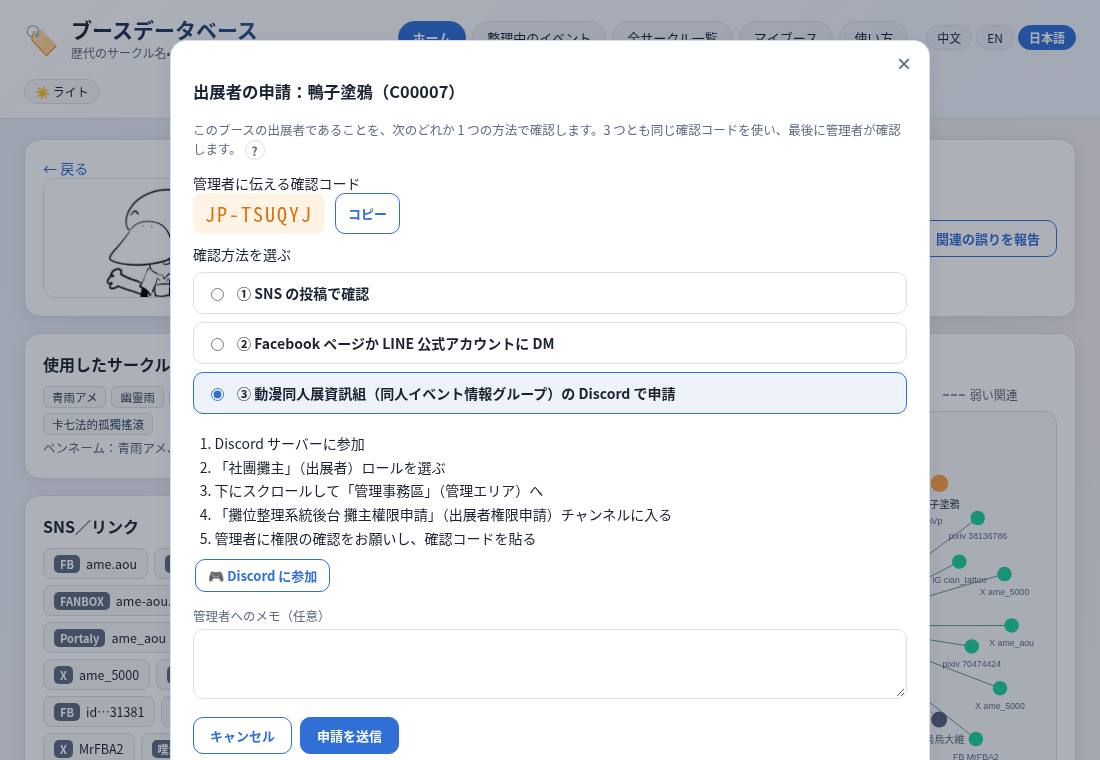 ブースデータベース
歴代のサークル名
ホーム
整理中のイベント
全サークル一覧
マイブース
使い方
中文
EN
日本語
☀️ ライト
← 戻る
関連の誤りを報告
使用したサークル
青雨アメ
幽靈雨
卡七法的孤獨搖滾
ペンネーム：青雨アメ、
SNS／リンク
FB ame.aou
FANBOX ame-aou.
Portaly ame_aou
X ame_5000
FB id…31381
X MrFBA2
✕
出展者の申請：鴨子塗鴉（C00007）
このブースの出展者であることを、次のどれか 1 つの方法で確認します。3 つとも同じ確認コードを使い、最後に管理者が確認
します。 ?
管理者に伝える確認コード
JP-TSUQYJ
コピー
確認方法を選ぶ
① SNS の投稿で確認
② Facebook ページか LINE 公式アカウントに DM
③ 動漫同人展資訊組（同人イベント情報グループ）の Discord で申請
1. Discord サーバーに参加
2. 「社團攤主」（出展者）ロールを選ぶ
3. 下にスクロールして「管理事務區」（管理エリア）へ
4. 「攤位整理系統後台 攤主權限申請」（出展者権限申請）チャンネルに入る
5. 管理者に権限の確認をお願いし、確認コードを貼る
🎮 Discord に参加
管理者へのメモ（任意）
キャンセル
申請を送信
弱い関連
子塗鴉
pixiv 38136786
IG cian_tattoo
X ame_5000
X ame_aou
pixiv 70474424
X ame_5000
烏大維
FB MrFBA2